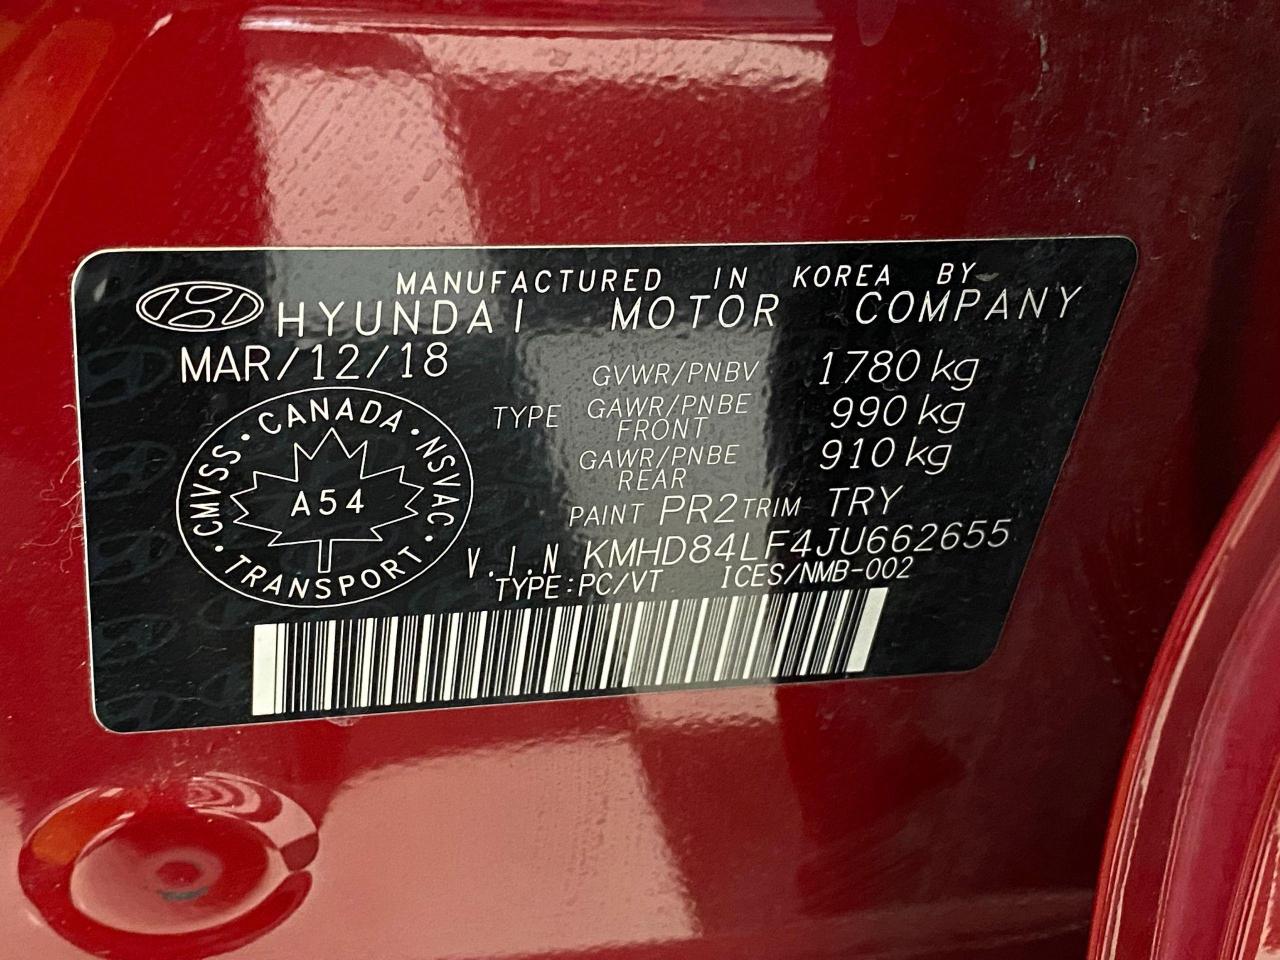 MANUFACTURED IN KOREA BY
HYUNDAI MOTOR COMPANY
MAR/12/18
GVWR/PNBV 1780 kg
TYPE GAWR/PNBE FRONT 990 kg
GAWR/PNBE REAR 910 kg
PAINT PR2 TRIM TRY
V.I.N KMHD84LF4JU662655
TYPE:PC/VT ICES/NMB-002
CMVSS · CANADA · NSVAC · TRANSPORT ·
A54